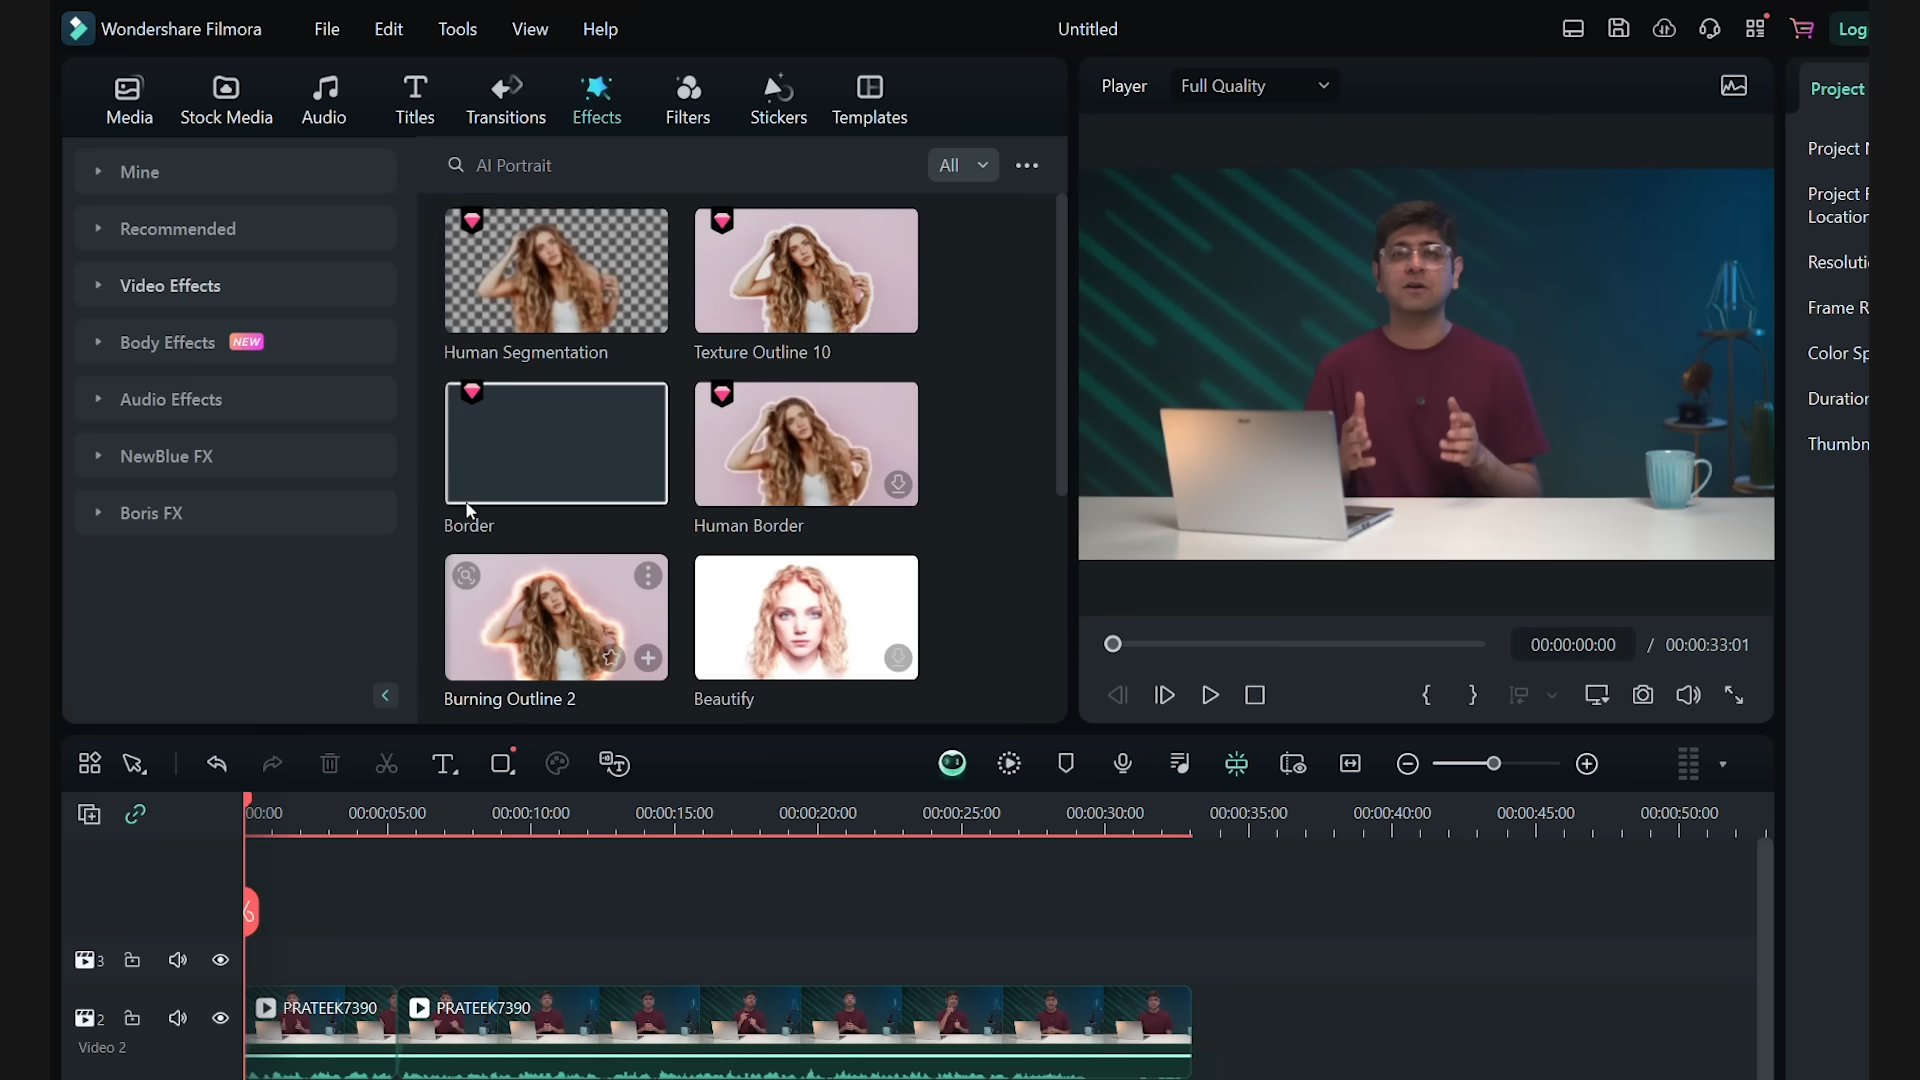 Wondershare Filmora
File
Edit
Tools
View
Help
Untitled
Media
Stock Media
Audio
Titles
Transitions
Effects
Filters
Stickers
Templates
Player
Full Quality
Project
Mine
AI Portrait
All
Recommended
Video Effects
Body Effects NEW
Audio Effects
NewBlue FX
Boris FX
Human Segmentation
Texture Outline 10
Border
Human Border
Burning Outline 2
Beautify
Project
Project
Location
Duration
00:00:00:00 / 00:00:33:01
00:00
00:00:05:00
00:00:10:00
00:00:15:00
00:00:20:00
00:00:25:00
00:00:30:00
00:00:35:00
00:00:40:00
00:00:45:00
00:00:50:00
3
2
Video 2
PRATEEK7390
PRATEEK7390